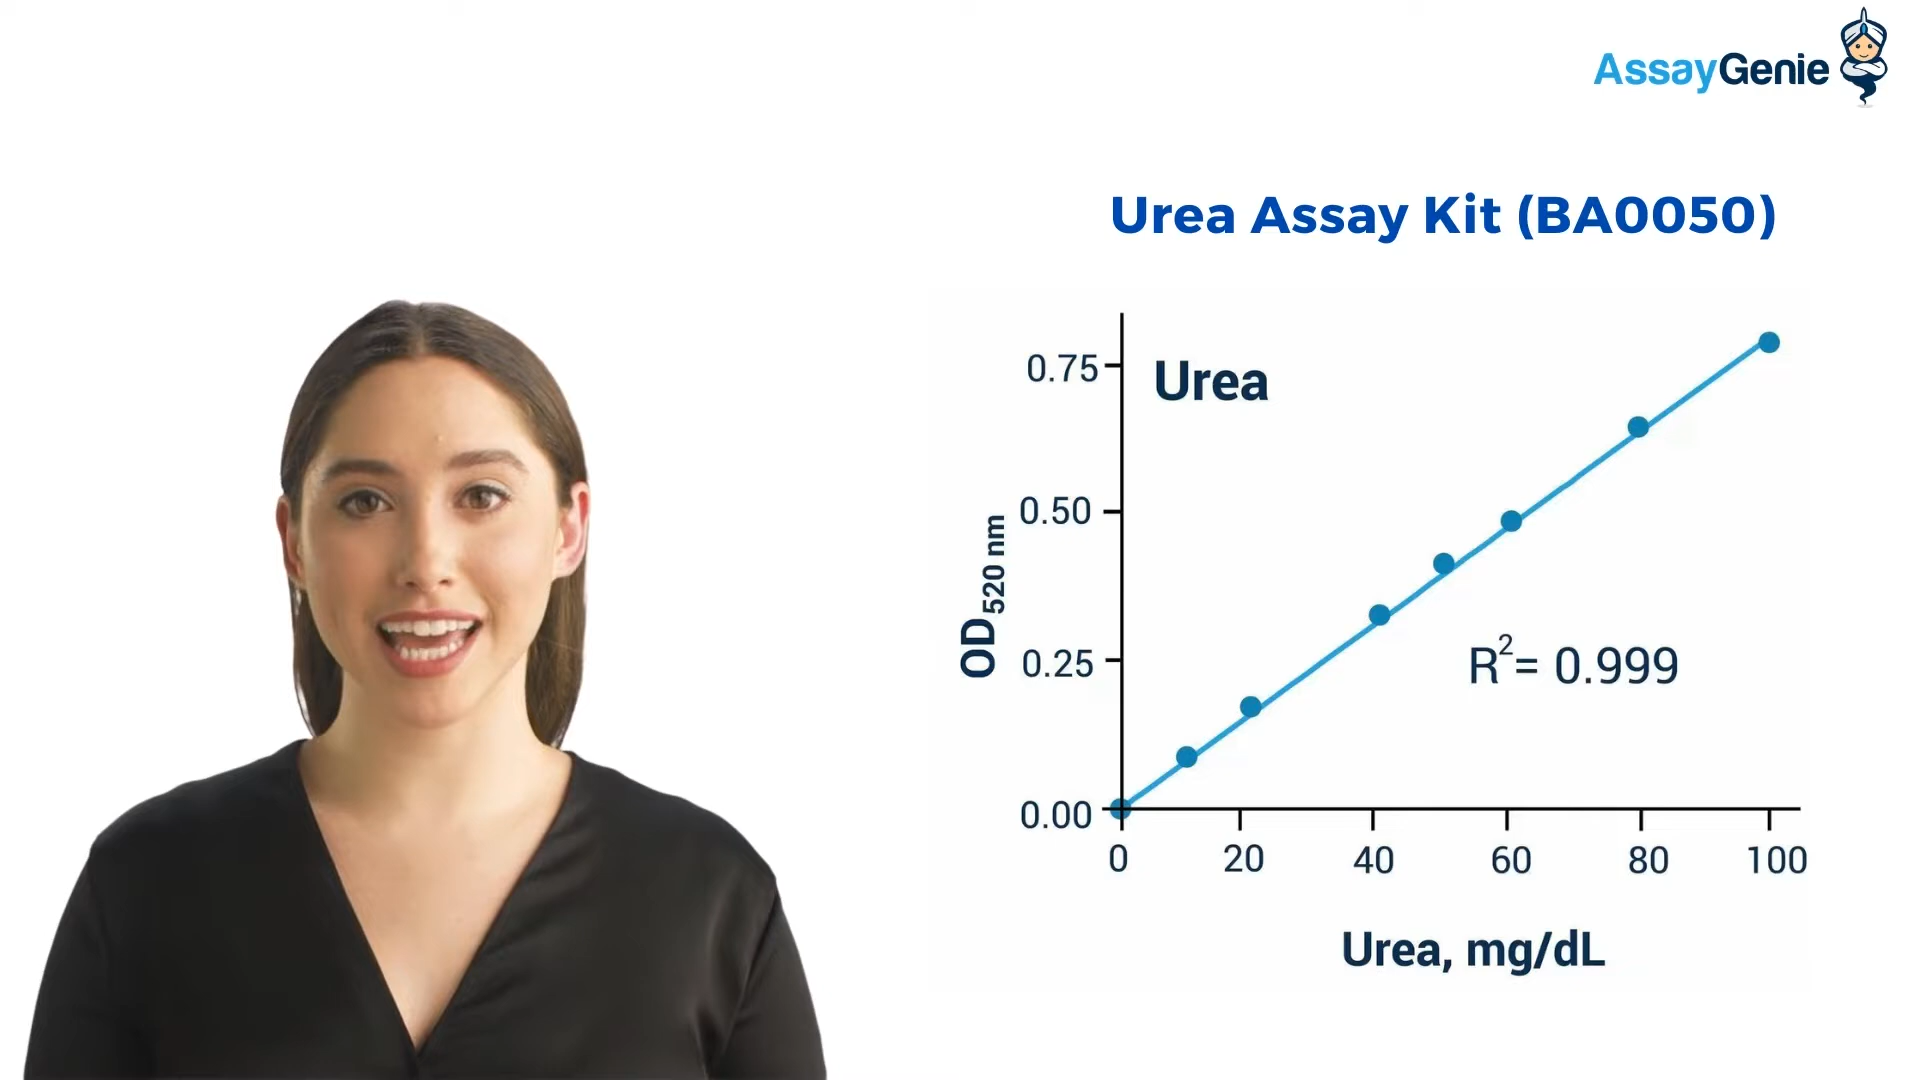 AssayGenie
Urea Assay Kit (BA0050)
Urea
0.75
0.50
0.25
0.00
OD520 nm
R2= 0.999
0 20 40 60 80 100
Urea, mg/dL